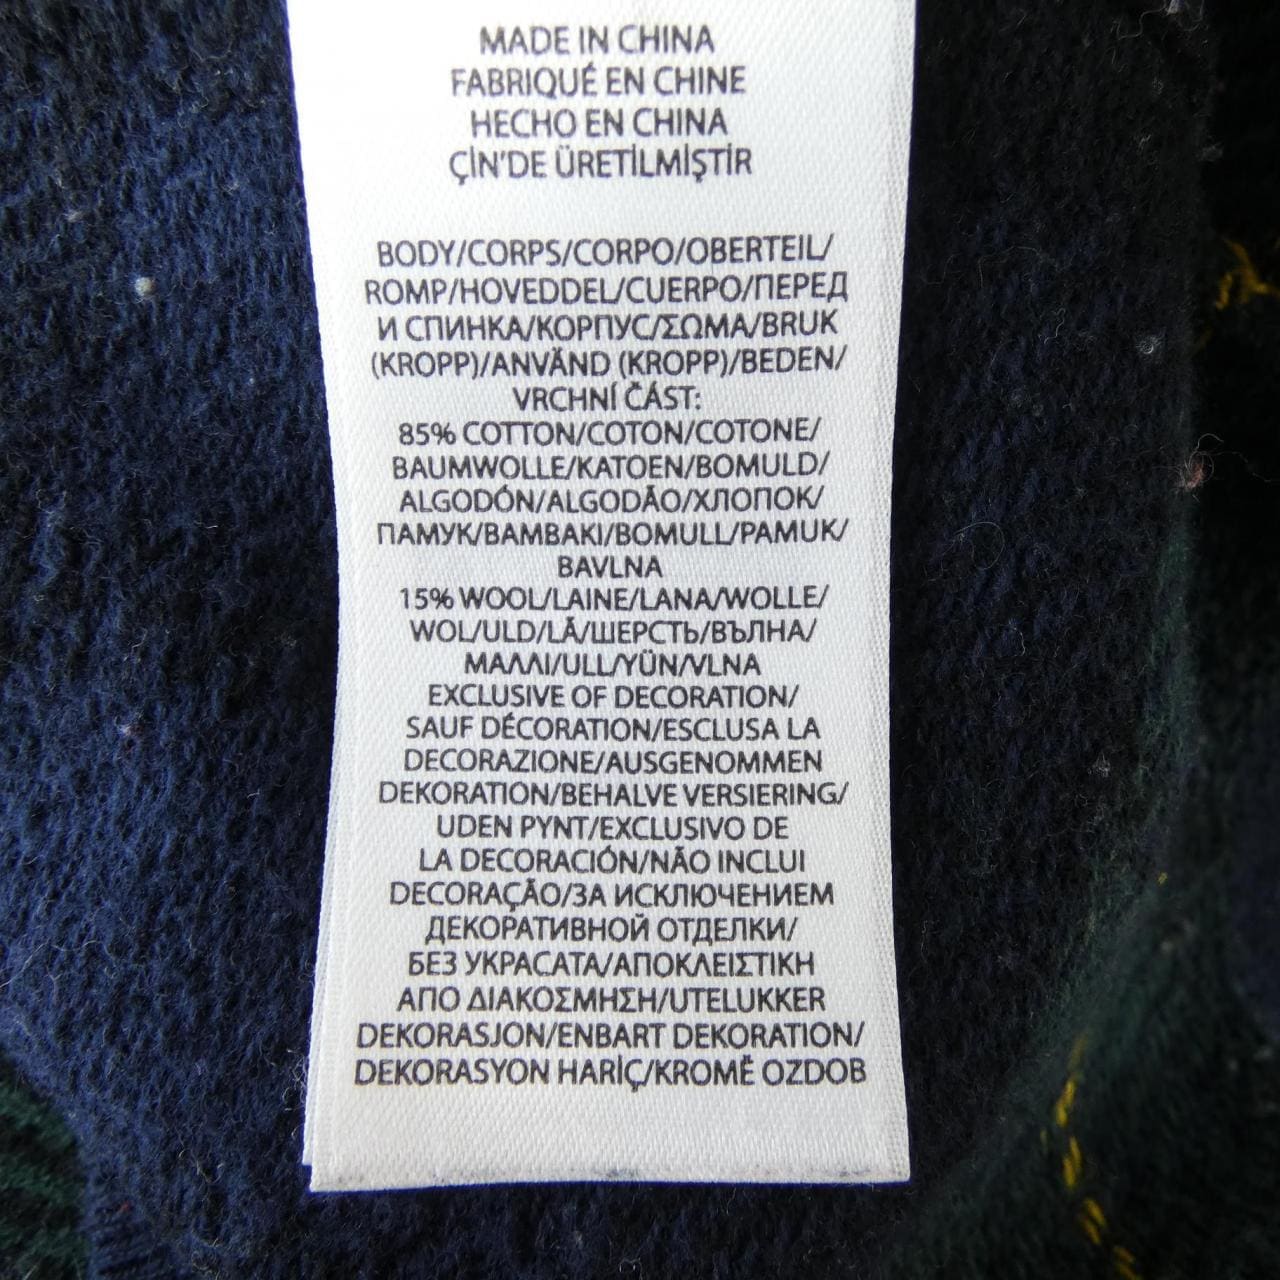 MADE IN CHINA
FABRIQUÉ EN CHINE
HECHO EN CHINA
ÇİN'DE ÜRETİLMİŞTİR
BODY/CORPS/CORPO/OBERTEIL/
ROMP/HOVEDDEL/CUERPO/ПЕРЕД
И СПИНКА/КОРПУС/ΣΩΜΑ/BRUK
(KROPP)/ANVÄND (KROPP)/BEDEN/
VRCHNÍ ČÁST:
85% COTTON/COTON/COTONE/
BAUMWOLLE/KATOEN/BOMULD/
ALGODÓN/ALGODÃO/ХЛОПОК/
ПАМУК/ΒΑΜΒΑΚΙ/BOMULL/PAMUK/
BAVLNA
15% WOOL/LAINE/LANA/WOLLE/
WOL/ULD/LÃ/ШЕРСТЬ/ВЪЛНА/
ΜΑΛΛΙ/ULL/YÜN/VLNA
EXCLUSIVE OF DECORATION/
SAUF DÉCORATION/ESCLUSA LA
DECORAZIONE/AUSGENOMMEN
DEKORATION/BEHALVE VERSIERING/
UDEN PYNT/EXCLUSIVO DE
LA DECORACIÓN/NÃO INCLUI
DECORAÇÃO/ЗА ИСКЛЮЧЕНИЕМ
ДЕКОРАТИВНОЙ ОТДЕЛКИ/
БЕЗ УКРАСАТА/ΑΠΟΚΛΕΙΣΤΙΚΗ
ΑΠΟ ΔΙΑΚΟΣΜΗΣΗ/UTELUKKER
DEKORASJON/ENBART DEKORATION/
DEKORASYON HARİÇ/KROMĚ OZDOB